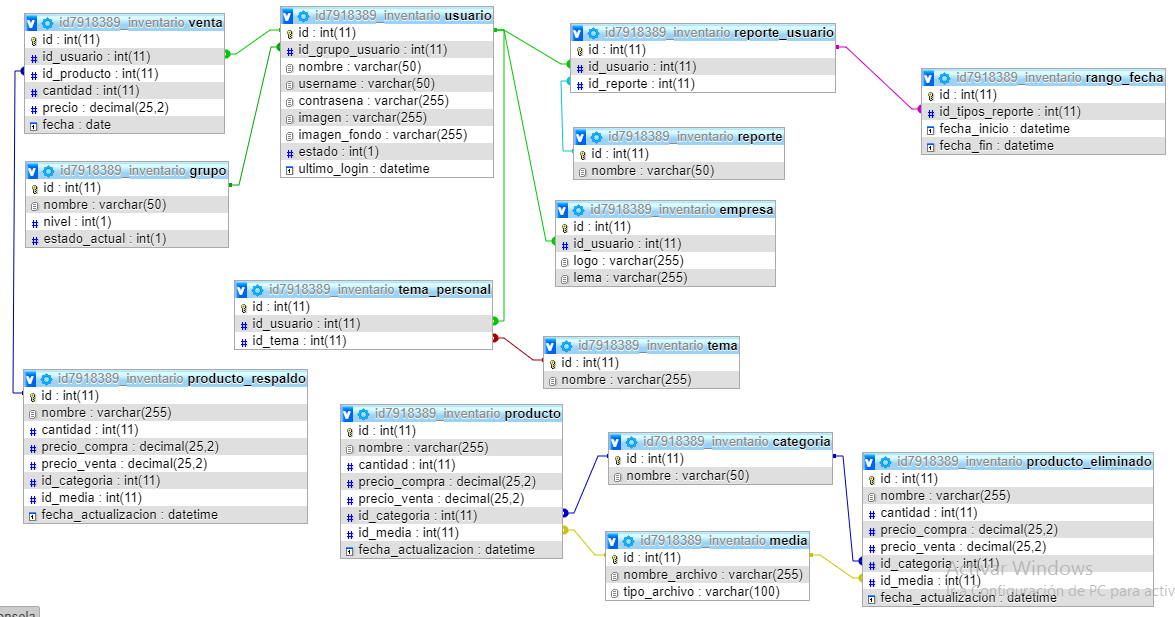 id7918389_inventario venta
id : int(11)
id_usuario : int(11)
id_producto : int(11)
cantidad : int(11)
precio : decimal(25,2)
fecha : date
id7918389_inventario usuario
id : int(11)
id_grupo_usuario : int(11)
nombre : varchar(50)
username : varchar(50)
contrasena : varchar(255)
imagen : varchar(255)
imagen_fondo : varchar(255)
estado : int(1)
ultimo_login : datetime
id7918389_inventario reporte_usuario
id : int(11)
id_usuario : int(11)
id_reporte : int(11)
id7918389_inventario rango_fecha
id : int(11)
id_tipos_reporte : int(11)
fecha_inicio : datetime
fecha_fin : datetime
id7918389_inventario reporte
id : int(11)
nombre : varchar(50)
id7918389_inventario grupo
id : int(11)
nombre : varchar(50)
nivel : int(1)
estado_actual : int(1)
id7918389_inventario empresa
id : int(11)
id_usuario : int(11)
logo : varchar(255)
lema : varchar(255)
id7918389_inventario tema_personal
id : int(11)
id_usuario : int(11)
id_tema : int(11)
id7918389_inventario tema
id : int(11)
nombre : varchar(255)
id7918389_inventario producto_respaldo
id : int(11)
nombre : varchar(255)
cantidad : int(11)
precio_compra : decimal(25,2)
precio_venta : decimal(25,2)
id_categoria : int(11)
id_media : int(11)
fecha_actualizacion : datetime
id7918389_inventario producto
id : int(11)
nombre : varchar(255)
cantidad : int(11)
precio_compra : decimal(25,2)
precio_venta : decimal(25,2)
id_categoria : int(11)
id_media : int(11)
fecha_actualizacion : datetime
id7918389_inventario categoria
id : int(11)
nombre : varchar(50)
id7918389_inventario media
id : int(11)
nombre_archivo : varchar(255)
tipo_archivo : varchar(100)
id7918389_inventario producto_eliminado
id : int(11)
nombre : varchar(255)
cantidad : int(11)
precio_compra : decimal(25,2)
precio_venta : decimal(25,2)
id_categoria : int(11)
id_media : int(11)
fecha_actualizacion : datetime
Activar Windows
Configuración de PC para activ
onsola